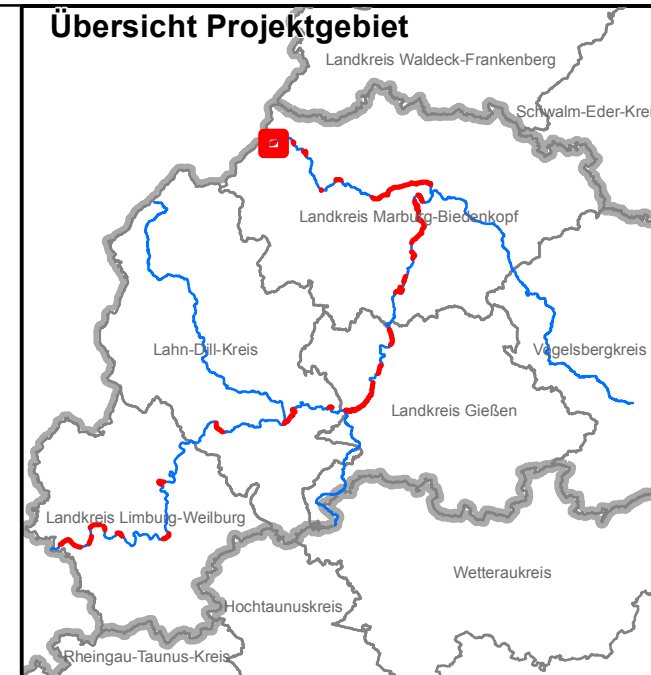 Übersicht Projektgebiet
Landkreis Waldeck-Frankenberg
Schwalm-Eder-Krei
Landkreis Marburg-Biedenkopf
Lahn-Dill-Kreis
Vogelsbergkreis
Landkreis Gießen
Landkreis Limburg-Weilburg
Wetteraukreis
Hochtaunuskreis
Rheingau-Taunus-Kreis